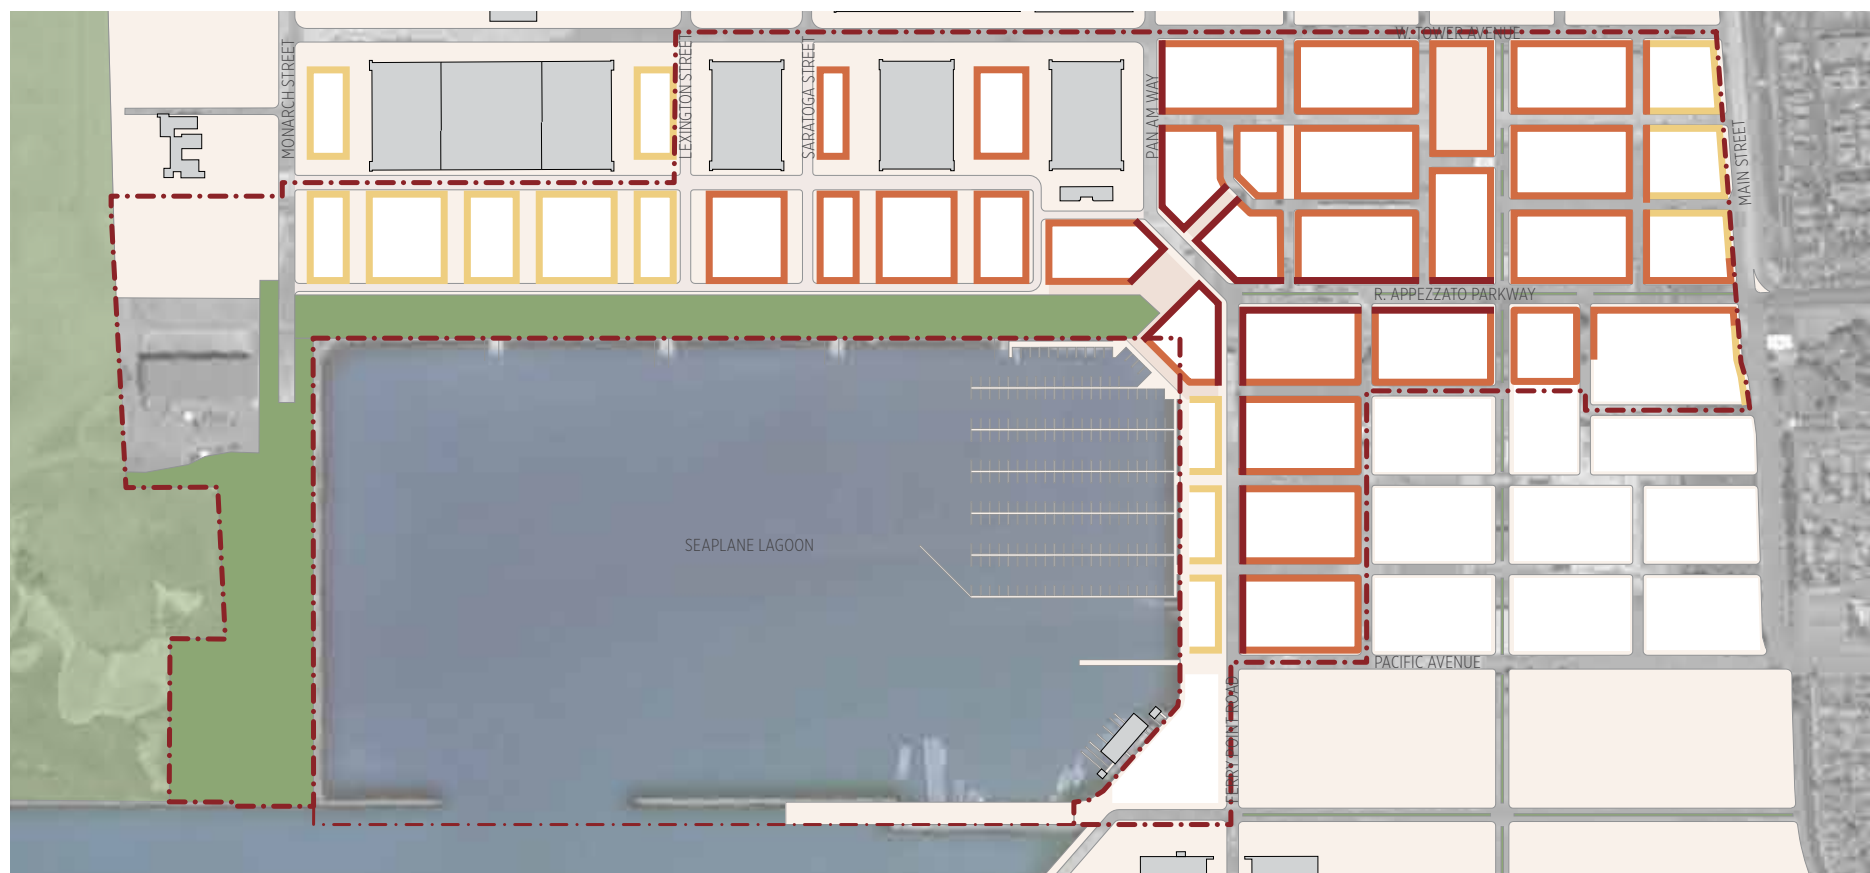 W. TOWER AVENUE
MONARCH STREET
LEXINGTON STREET
SARATOGA STREET
PAN AM WAY
MAIN STREET
R. APPEZZATO PARKWAY
SEAPLANE LAGOON
PACIFIC AVENUE
FERRY POINT ROAD